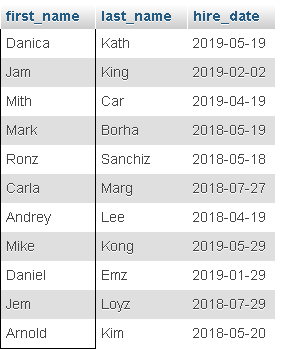 first_name last_name hire_date
Danica Kath 2019-05-19
Jam King 2019-02-02
Mith Car 2019-04-19
Mark Borha 2018-05-19
Ronz Sanchiz 2018-05-18
Carla Marg 2018-07-27
Andrey Lee 2018-04-19
Mike Kong 2019-05-29
Daniel Emz 2019-01-29
Jem Loyz 2018-07-29
Arnold Kim 2018-05-20